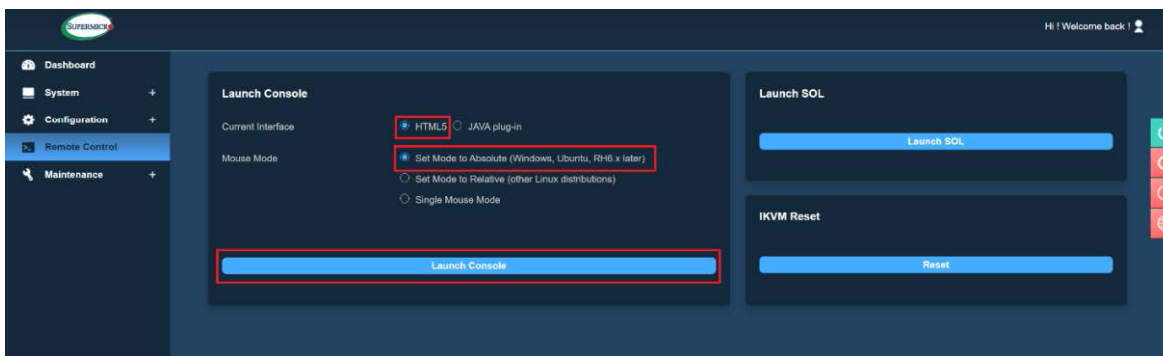 SUPERMICRO
Hi ! Welcome back !
Dashboard
System +
Configuration +
Remote Control
Maintenance +
Launch Console
Current Interface HTML5 JAVA plug-in
Mouse Mode Set Mode to Absolute (Windows, Ubuntu, RH6.x later)
Set Mode to Relative (other Linux distributions)
Single Mouse Mode
Launch Console
Launch SOL
Launch SOL
IKVM Reset
Reset